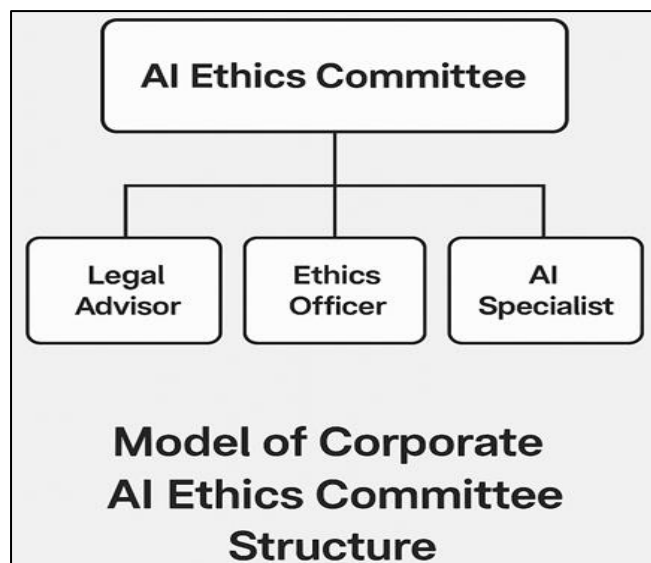 AI Ethics Committee
Legal
Advisor
Ethics
Officer
AI
Specialist
Model of Corporate
AI Ethics Committee
Structure